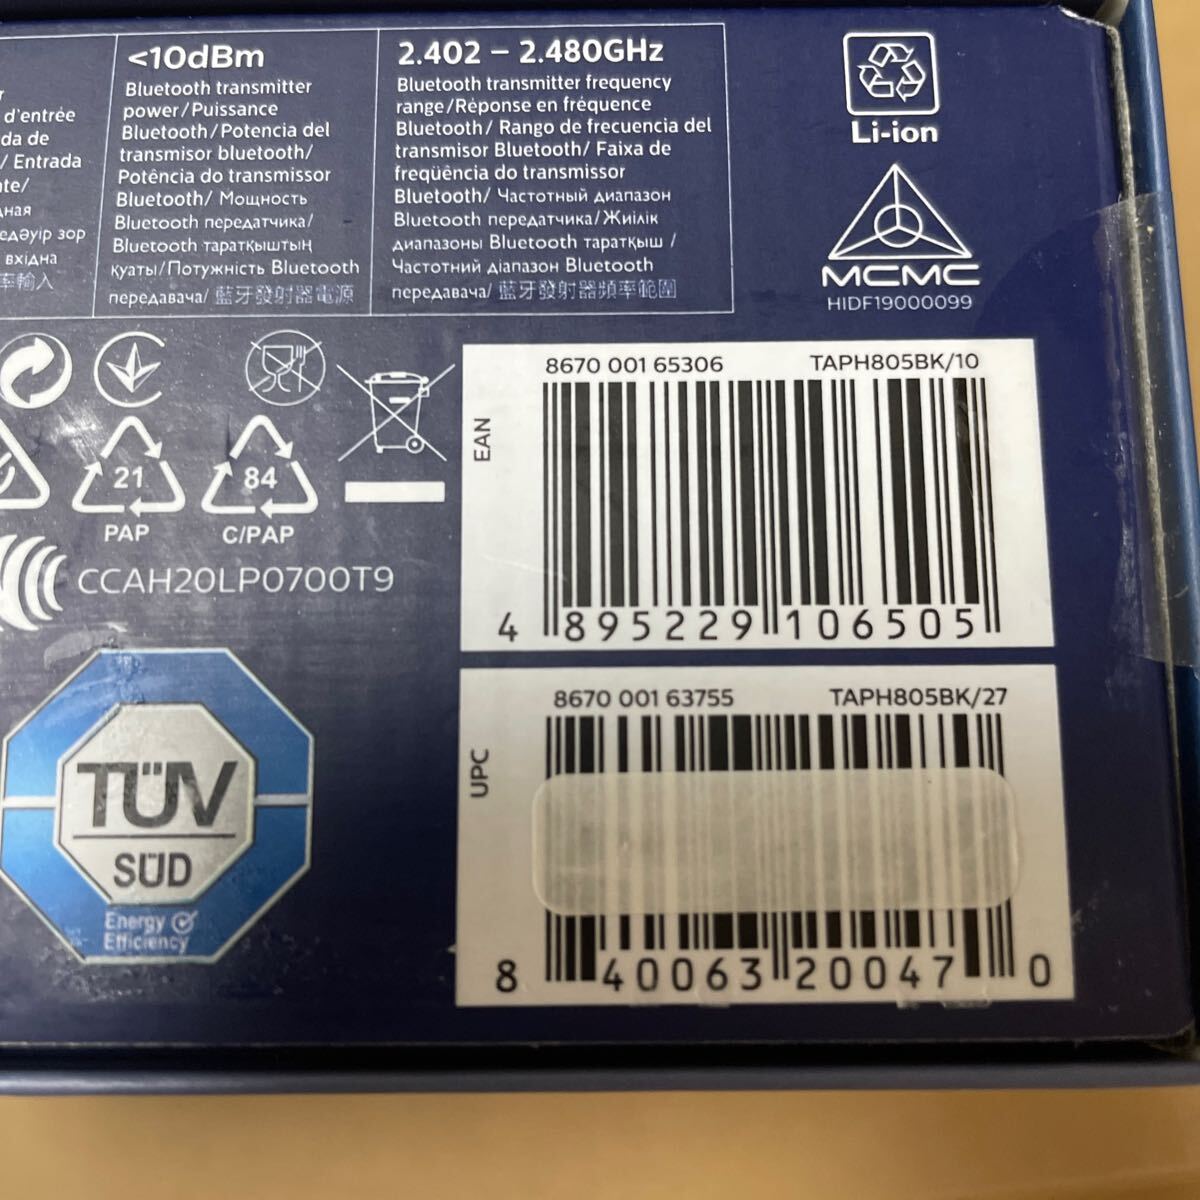 r
d'entrée
da de
/ Entrada
nte/
дная
едәуір зор
вхідна
率輸入
<10dBm
Bluetooth transmitter
power/Puissance
Bluetooth/Potencia del
transmisor bluetooth/
Potência do transmissor
Bluetooth/ Мощность
Bluetooth передатчика/
Bluetooth таратқыштың
қуаты/Потужність Bluetooth
передавача/ 藍牙發射器電源
2.402 – 2.480GHz
Bluetooth transmitter frequency
range/Réponse en fréquence
Bluetooth/ Rango de frecuencia del
transmisor Bluetooth/ Faixa de
freqüência do transmissor
Bluetooth/ Частотный диапазон
Bluetooth передатчика/Жиілік
диапазоны Bluetooth таратқыш /
Частотний діапазон Bluetooth
передавача/ 藍牙發射器頻率範圍
Li-ion
MCMC
HIDF19000099
21
PAP
84
C/PAP
CCAH20LP0700T9
TÜV
SÜD
Energy
Efficiency
8670 001 65306 TAPH805BK/10
EAN
4 895229 106505
8670 001 63755 TAPH805BK/27
UPC
8 40063 20047 0